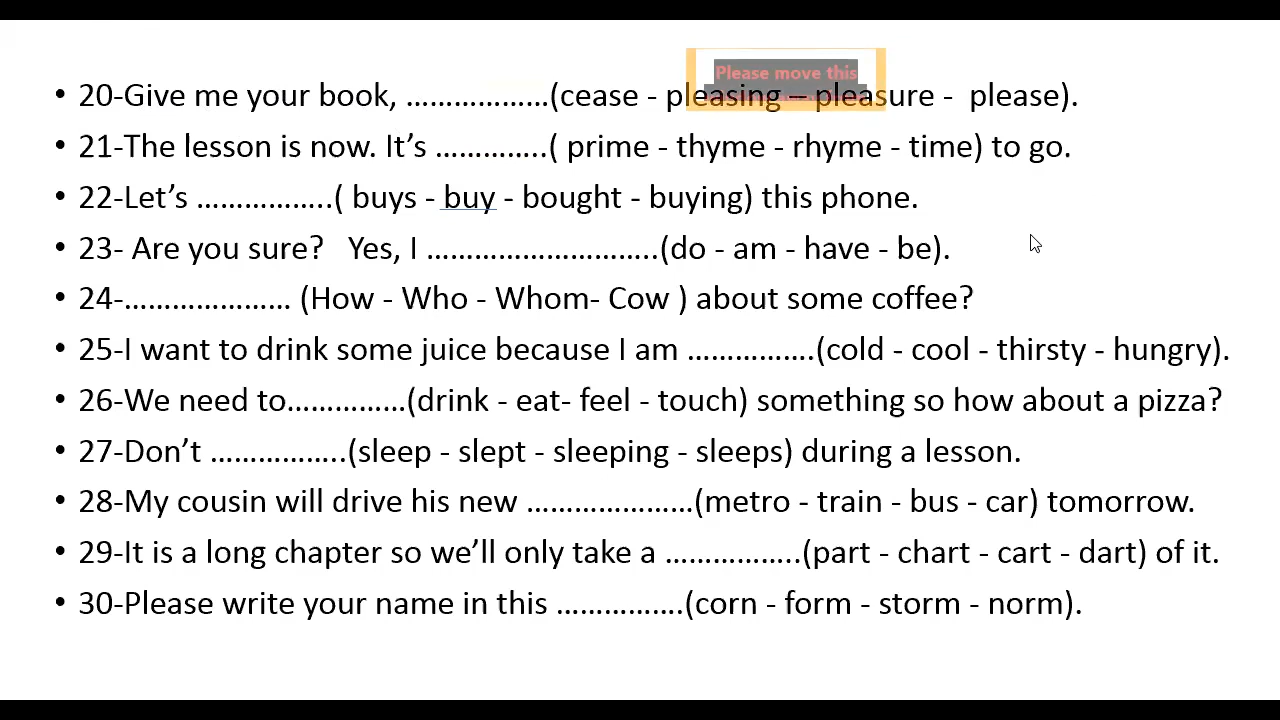 Please move this
• 20-Give me your book, ………………(cease - pleasing – pleasure -  please).
• 21-The lesson is now. It’s …………..( prime - thyme - rhyme - time) to go.
• 22-Let’s ……………..( buys - buy - bought - buying) this phone.
• 23- Are you sure?   Yes, I ………………………..(do - am - have - be).
• 24-………………… (How - Who - Whom- Cow ) about some coffee?
• 25-I want to drink some juice because I am …………….(cold - cool - thirsty - hungry).
• 26-We need to……………(drink - eat- feel - touch) something so how about a pizza?
• 27-Don’t ……………..(sleep - slept - sleeping - sleeps) during a lesson.
• 28-My cousin will drive his new …………………(metro - train - bus - car) tomorrow.
• 29-It is a long chapter so we’ll only take a ……………..(part - chart - cart - dart) of it.
• 30-Please write your name in this …………….(corn - form - storm - norm).